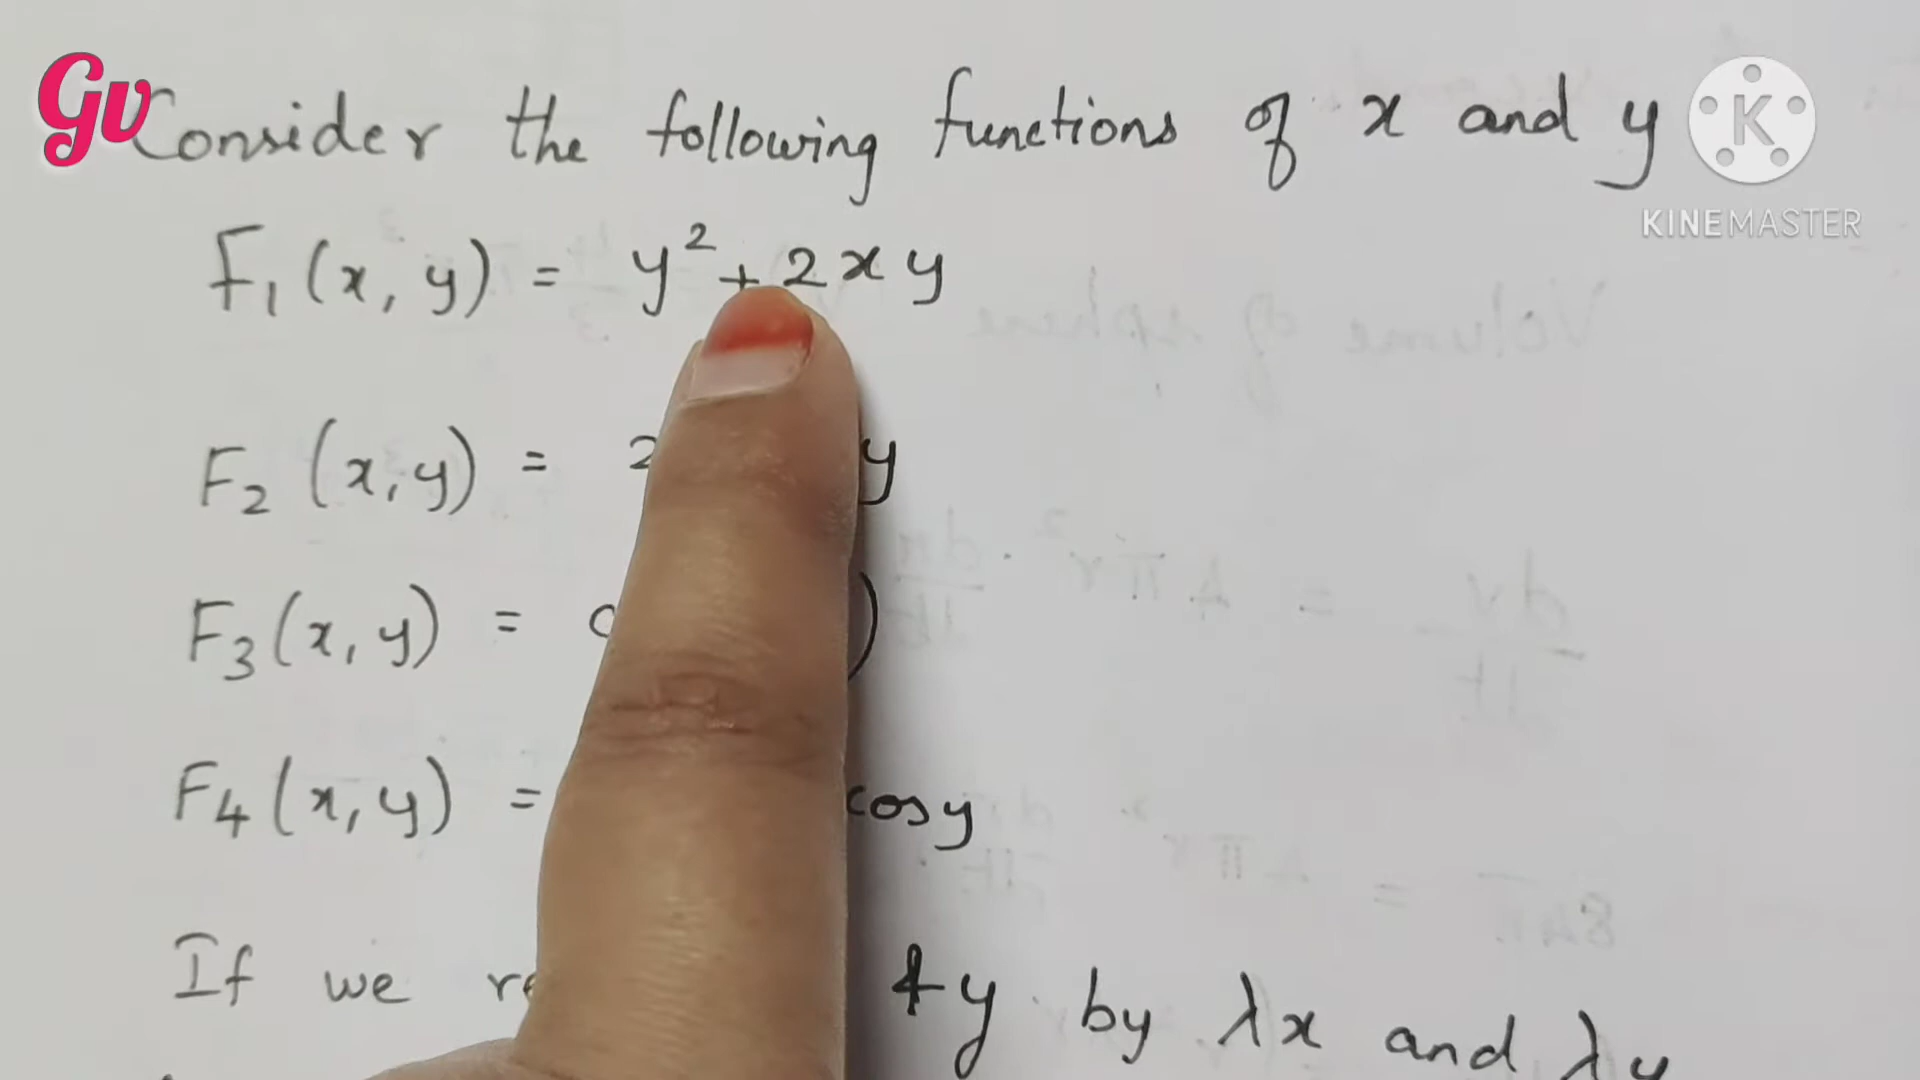 Gv
Consider the following functions of x and y
K
KINEMASTER
F₁(x, y) = y² + 2xy
F₂(x, y) = 2 y
F₃(x, y) = )
F₄(x, y) = cosy
If we & y by λx and λy